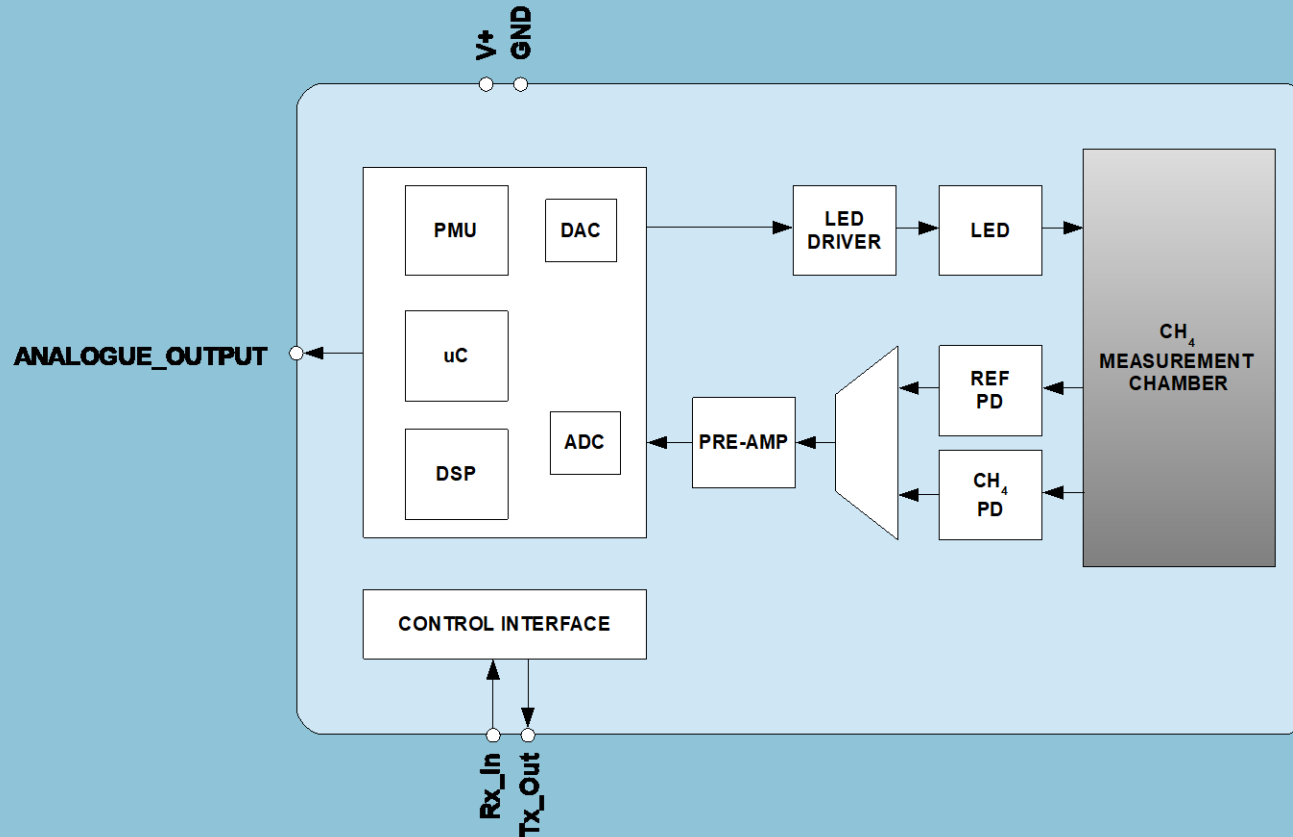 V+
GND
PMU
DAC
LED
DRIVER
LED
ANALOGUE_OUTPUT
uC
CH₄
MEASUREMENT
CHAMBER
REF
PD
ADC
PRE-AMP
DSP
CH₄
PD
CONTROL INTERFACE
Rx_In
Tx_Out